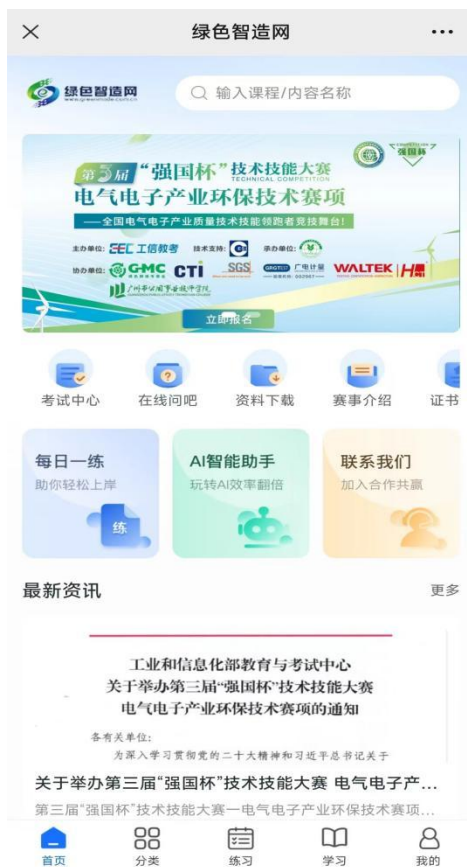 绿色智造网
绿色智造网
输入课程/内容名称
第3届“强国杯”技术技能大赛
TECHNICAL COMPETITION
强国杯
电气电子产业环保技术赛项
——全国电气电子产业质量技术技能领跑者竞技舞台!
主办单位: 工信教考 技术支持: 承办单位:
协办单位: GMC CTI SGS GRGTEST 广电计量 WALTEK
立即报名
考试中心 在线问吧 资料下载 赛事介绍 证书
每日一练 AI智能助手 联系我们
助你轻松上岸 玩转AI效率翻倍 加入合作共赢
练
最新资讯 更多
工业和信息化部教育与考试中心
关于举办第三届“强国杯”技术技能大赛
电气电子产业环保技术赛项的通知
各有关单位:
为深入学习贯彻党的二十大精神和习近平总书记关于
关于举办第三届“强国杯”技术技能大赛 电气电子产...
第三届“强国杯”技术技能大赛—电气电子产业环保技术赛项...
首页 分类 练习 学习 我的